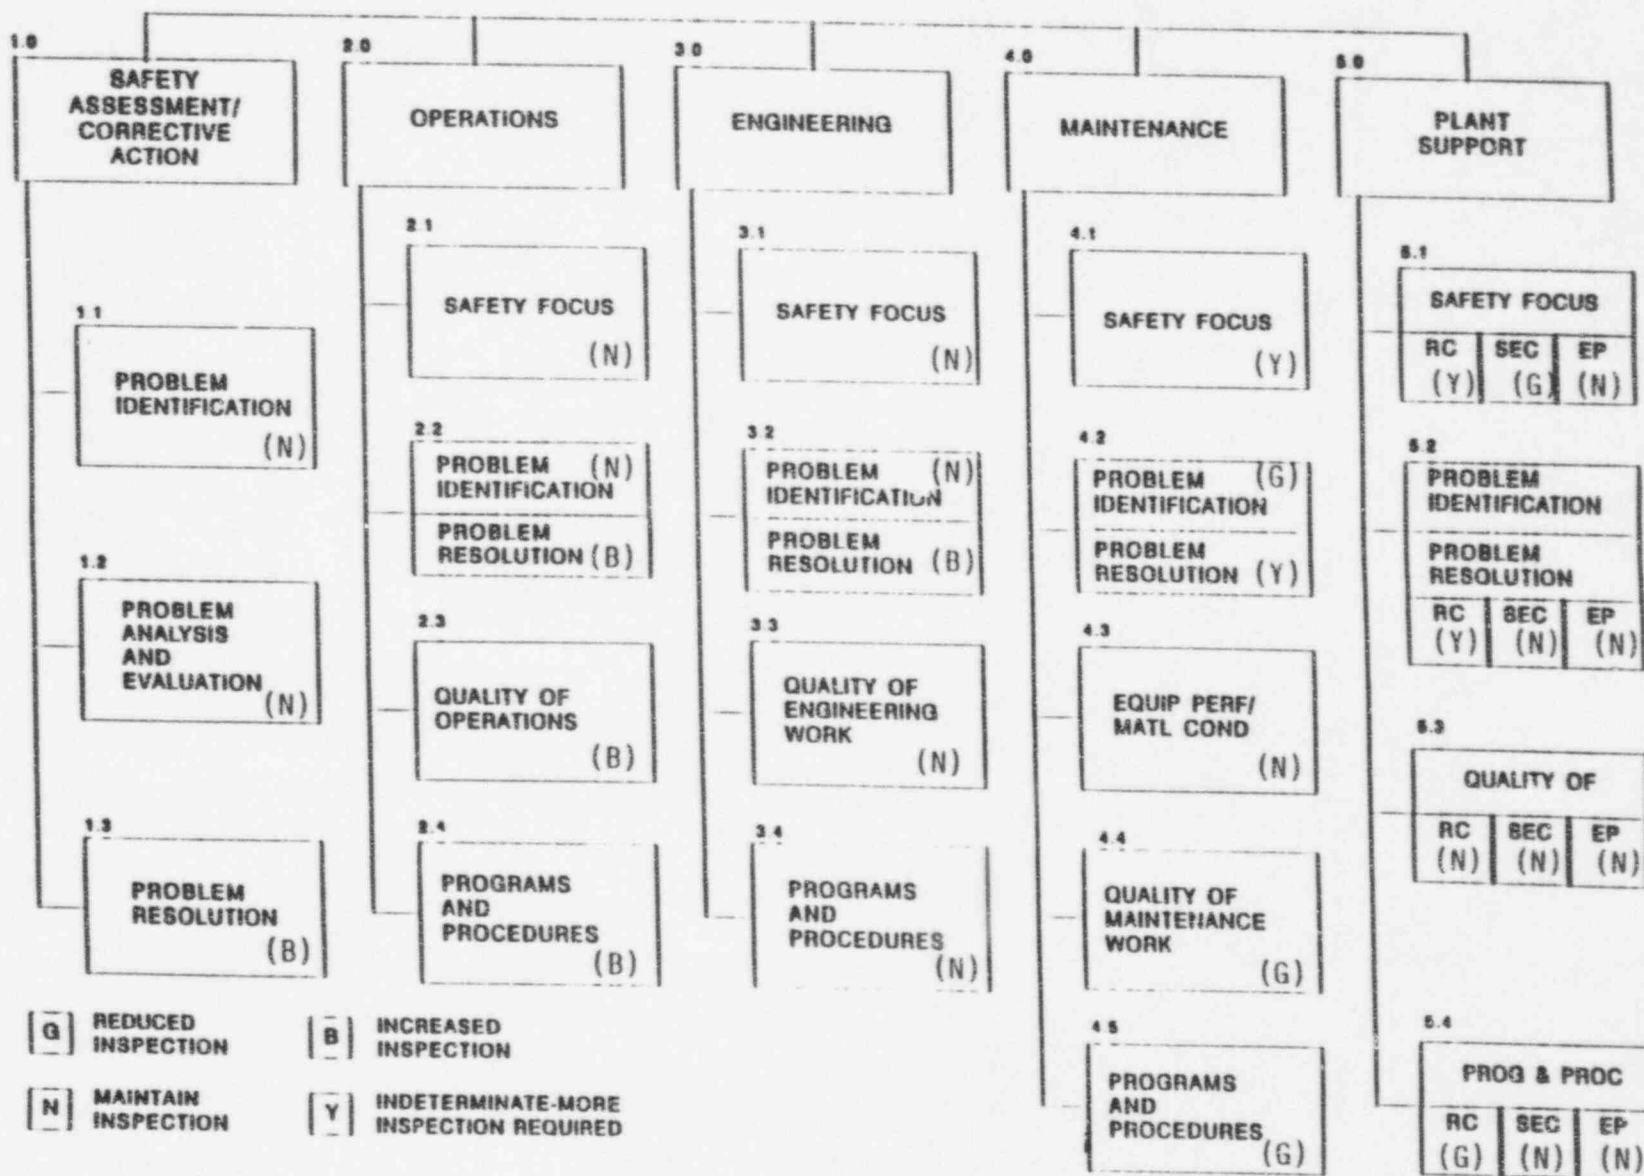 1.0
SAFETY
ASSESSMENT/
CORRECTIVE
ACTION
1.1
PROBLEM
IDENTIFICATION
(N)
1.2
PROBLEM
ANALYSIS
AND
EVALUATION
(N)
1.3
PROBLEM
RESOLUTION
(B)
2.0
OPERATIONS
2.1
SAFETY FOCUS
(N)
2.2
PROBLEM (N)
IDENTIFICATION
PROBLEM
RESOLUTION (B)
2.3
QUALITY OF
OPERATIONS
(B)
2.4
PROGRAMS
AND
PROCEDURES
(B)
3.0
ENGINEERING
3.1
SAFETY FOCUS
(N)
3.2
PROBLEM (N)
IDENTIFICATION
PROBLEM
RESOLUTION (B)
3.3
QUALITY OF
ENGINEERING
WORK
(N)
3.4
PROGRAMS
AND
PROCEDURES
(N)
4.0
MAINTENANCE
4.1
SAFETY FOCUS
(Y)
4.2
PROBLEM (G)
IDENTIFICATION
PROBLEM
RESOLUTION (Y)
4.3
EQUIP PERF/
MATL COND
(N)
4.4
QUALITY OF
MAINTENANCE
WORK
(G)
4.5
PROGRAMS
AND
PROCEDURES
(G)
5.0
PLANT
SUPPORT
5.1
SAFETY FOCUS
RC SEC EP
(Y) (G) (N)
5.2
PROBLEM
IDENTIFICATION
PROBLEM
RESOLUTION
RC SEC EP
(Y) (N) (N)
5.3
QUALITY OF
RC SEC EP
(N) (N) (N)
5.4
PROG & PROC
RC SEC EP
(G) (N) (N)
G REDUCED
INSPECTION
B INCREASED
INSPECTION
N MAINTAIN
INSPECTION
Y INDETERMINATE-MORE
INSPECTION REQUIRED